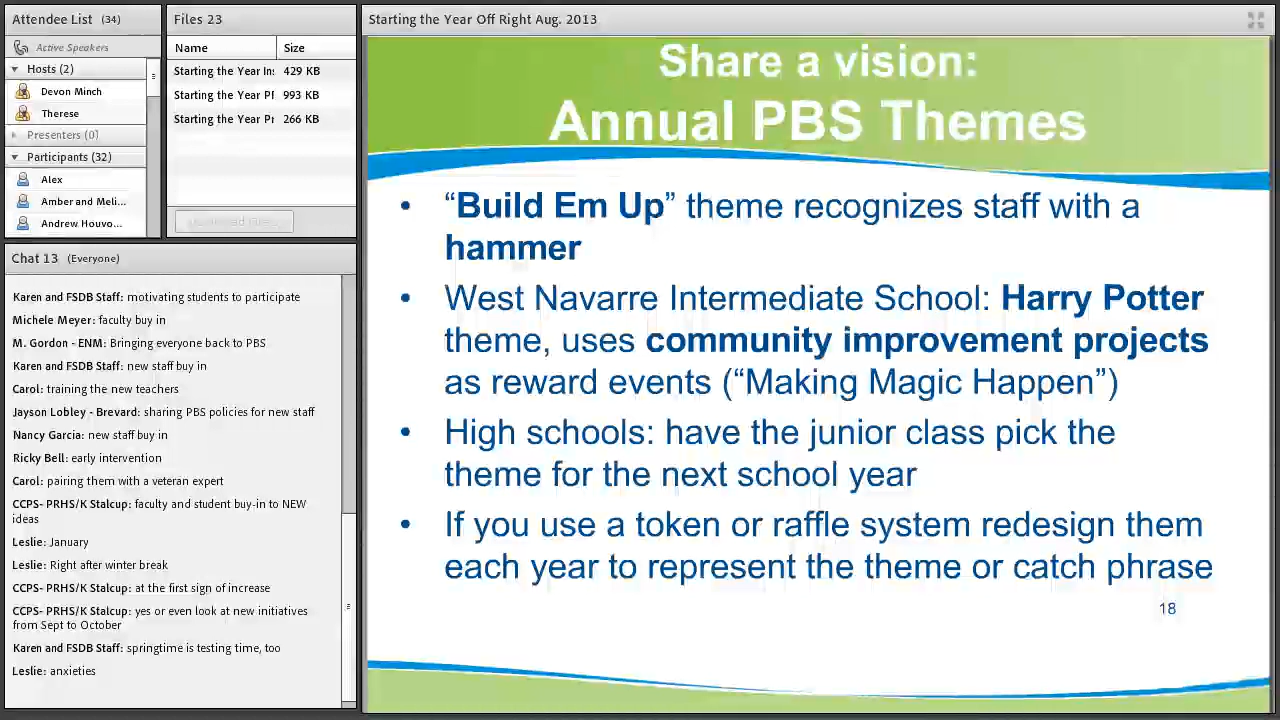 Attendee List (34)
Active Speakers
Hosts (2)
Devon Minch
Therese
Presenters (0)
Participants (32)
Alex
Amber and Meli...
Andrew Houvo...
Files 23
Name Size
Starting the Year In: 429 KB
Starting the Year Pl 993 KB
Starting the Year Pr 266 KB
Chat 13 (Everyone)
Karen and FSDB Staff: motivating students to participate
Michele Meyer: faculty buy in
M. Gordon - ENM: Bringing everyone back to PBS
Karen and FSDB Staff: new staff buy in
Carol: training the new teachers
Jayson Lobley - Brevard: sharing PBS policies for new staff
Nancy Garcia: new staff buy in
Ricky Bell: early intervention
Carol: pairing them with a veteran expert
CCPS- PRHS/K Stalcup: faculty and student buy-in to NEW
ideas
Leslie: January
Leslie: Right after winter break
CCPS- PRHS/K Stalcup: at the first sign of increase
CCPS- PRHS/K Stalcup: yes or even look at new initiatives
from Sept to October
Karen and FSDB Staff: springtime is testing time, too
Leslie: anxieties
Starting the Year Off Right Aug. 2013
Share a vision:
Annual PBS Themes
• “Build Em Up” theme recognizes staff with a
hammer
• West Navarre Intermediate School: Harry Potter
theme, uses community improvement projects
as reward events (“Making Magic Happen”)
• High schools: have the junior class pick the
theme for the next school year
• If you use a token or raffle system redesign them
each year to represent the theme or catch phrase
18